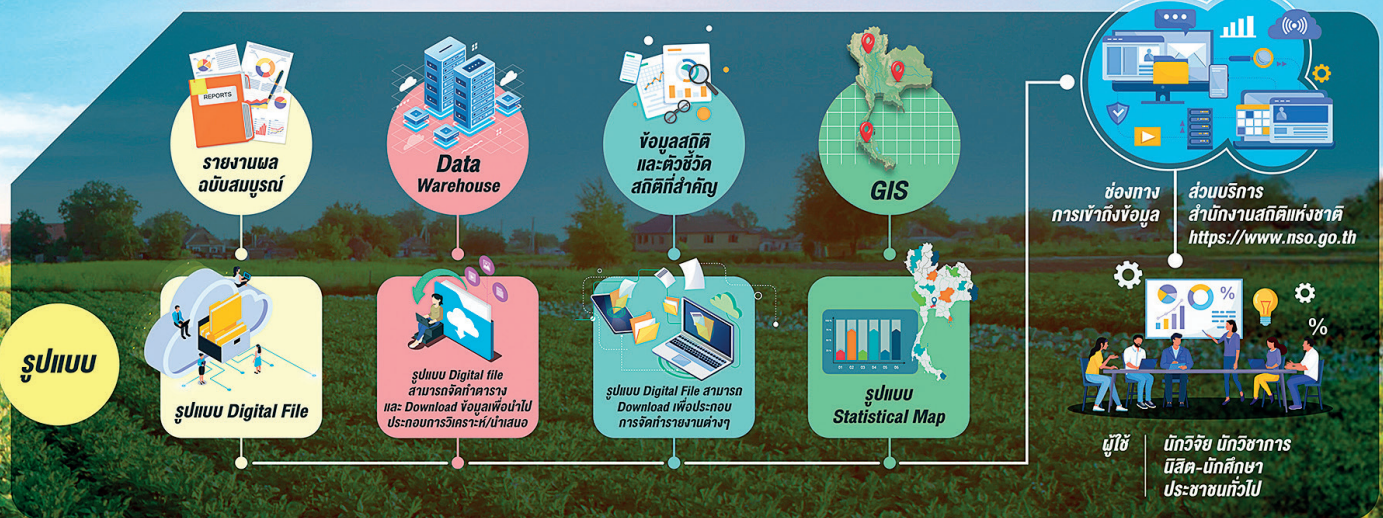 REPORTS
รายงานผล
ฉบับสมบูรณ์
Data
Warehouse
ข้อมูลสถิติ
และตัวชี้วัด
สถิติที่สำคัญ
GIS
ช่องทาง
การเข้าถึงข้อมูล
ส่วนบริการ
สำนักงานสถิติแห่งชาติ
https://www.nso.go.th
รูปแบบ
รูปแบบ Digital File
รูปแบบ Digital file
สามารถจัดทำตาราง
และ Download ข้อมูลเพื่อนำไป
ประกอบการวิเคราะห์/นำเสนอ
รูปแบบ Digital File สามารถ
Download เพื่อประกอบ
การจัดทำรายงานต่างๆ
01 02 03 04 05 06
รูปแบบ
Statistical Map
%
%
ผู้ใช้
นักวิจัย นักวิชาการ
นิสิต-นักศึกษา
ประชาชนทั่วไป